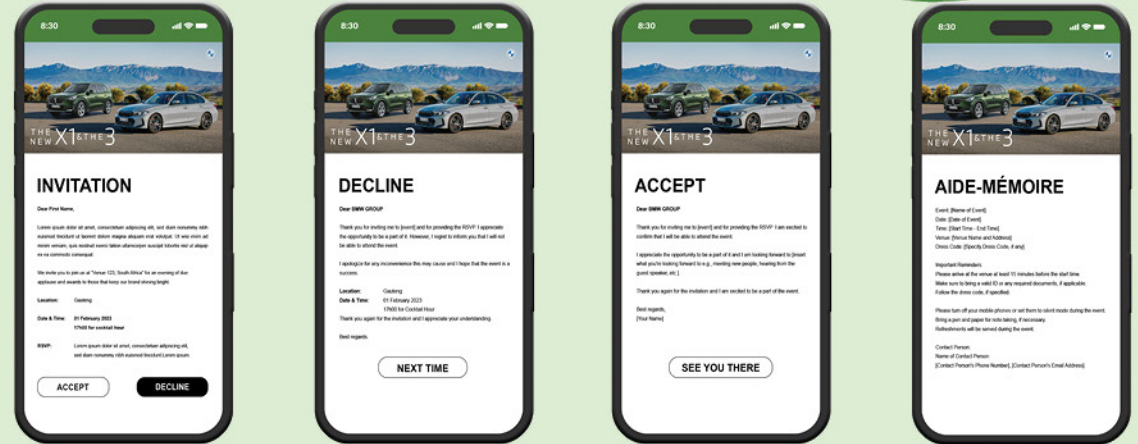 8:30
THE NEW X1 & THE 3
INVITATION
Dear First Name,
Lorem ipsum dolor sit amet, consectetuer adipiscing elit, sed diam nonummy nibh
euismod tincidunt ut laoreet dolore magna aliquam erat volutpat. Ut wisi enim ad
minim veniam, quis nostrud exerci tation ullamcorper suscipit lobortis nisl ut aliquip
ex ea commodo consequat.
We invite you to join us at "Venue 123, South Africa" for an evening of due
applause and awards to those that keep our brand shining bright.
Location: Gauteng
Date & Time: 01 February 2023
17h00 for cocktail hour
RSVP: Lorem ipsum dolor sit amet, consectetuer adipiscing elit,
sed diam nonummy nibh euismod tincidunt Lorem ipsum.
ACCEPT DECLINE
8:30
THE NEW X1 & THE 3
DECLINE
Dear BMW GROUP
Thank you for inviting me to [event] and for providing the RSVP. I appreciate
the opportunity to be a part of it. However, I regret to inform you that I will not
be able to attend the event.
I apologize for any inconvenience this may cause and I hope that the event is a
success.
Location: Gauteng
Date & Time: 01 February 2023
17h00 for Cocktail Hour
Thank you again for the invitation and I appreciate your understanding.
Best regards,
NEXT TIME
8:30
THE NEW X1 & THE 3
ACCEPT
Dear BMW GROUP
Thank you for inviting me to [event] and for providing the RSVP. I am excited to
confirm that I will be able to attend the event.
I appreciate the opportunity to be a part of it and I am looking forward to [insert
what you're looking forward to e.g., meeting new people, hearing from the
guest speaker, etc.].
Thank you again for the invitation and I am excited to be a part of the event.
Best regards,
[Your Name]
SEE YOU THERE
8:30
THE NEW X1 & THE 3
AIDE-MÉMOIRE
Event: [Name of Event]
Date: [Date of Event]
Time: [Start Time - End Time]
Venue: [Venue Name and Address]
Dress Code: [Specify Dress Code, if any]
Important Reminders:
Please arrive at the venue at least 15 minutes before the start time.
Make sure to bring a valid ID or any required documents, if applicable.
Follow the dress code, if specified.
Please turn off your mobile phones or set them to silent mode during the event.
Bring a pen and paper for note taking, if necessary.
Refreshments will be served during the event.
Contact Person:
Name of Contact Person
[Contact Person's Phone Number], [Contact Person's Email Address]